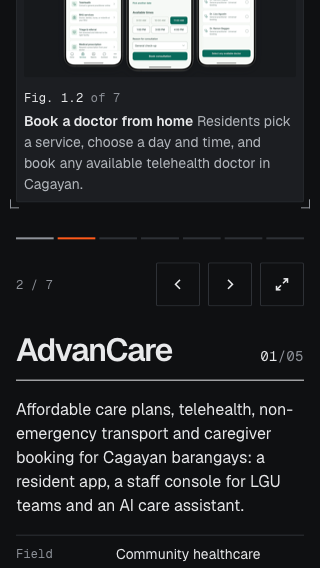 Fig. 1.2 of 7
Book a doctor from home Residents pick
a service, choose a day and time, and
book any available telehealth doctor in
Cagayan.
2 / 7
AdvanCare
01/05
Affordable care plans, telehealth, non-
emergency transport and caregiver
booking for Cagayan barangays: a
resident app, a staff console for LGU
teams and an AI care assistant.
Field
Community healthcare